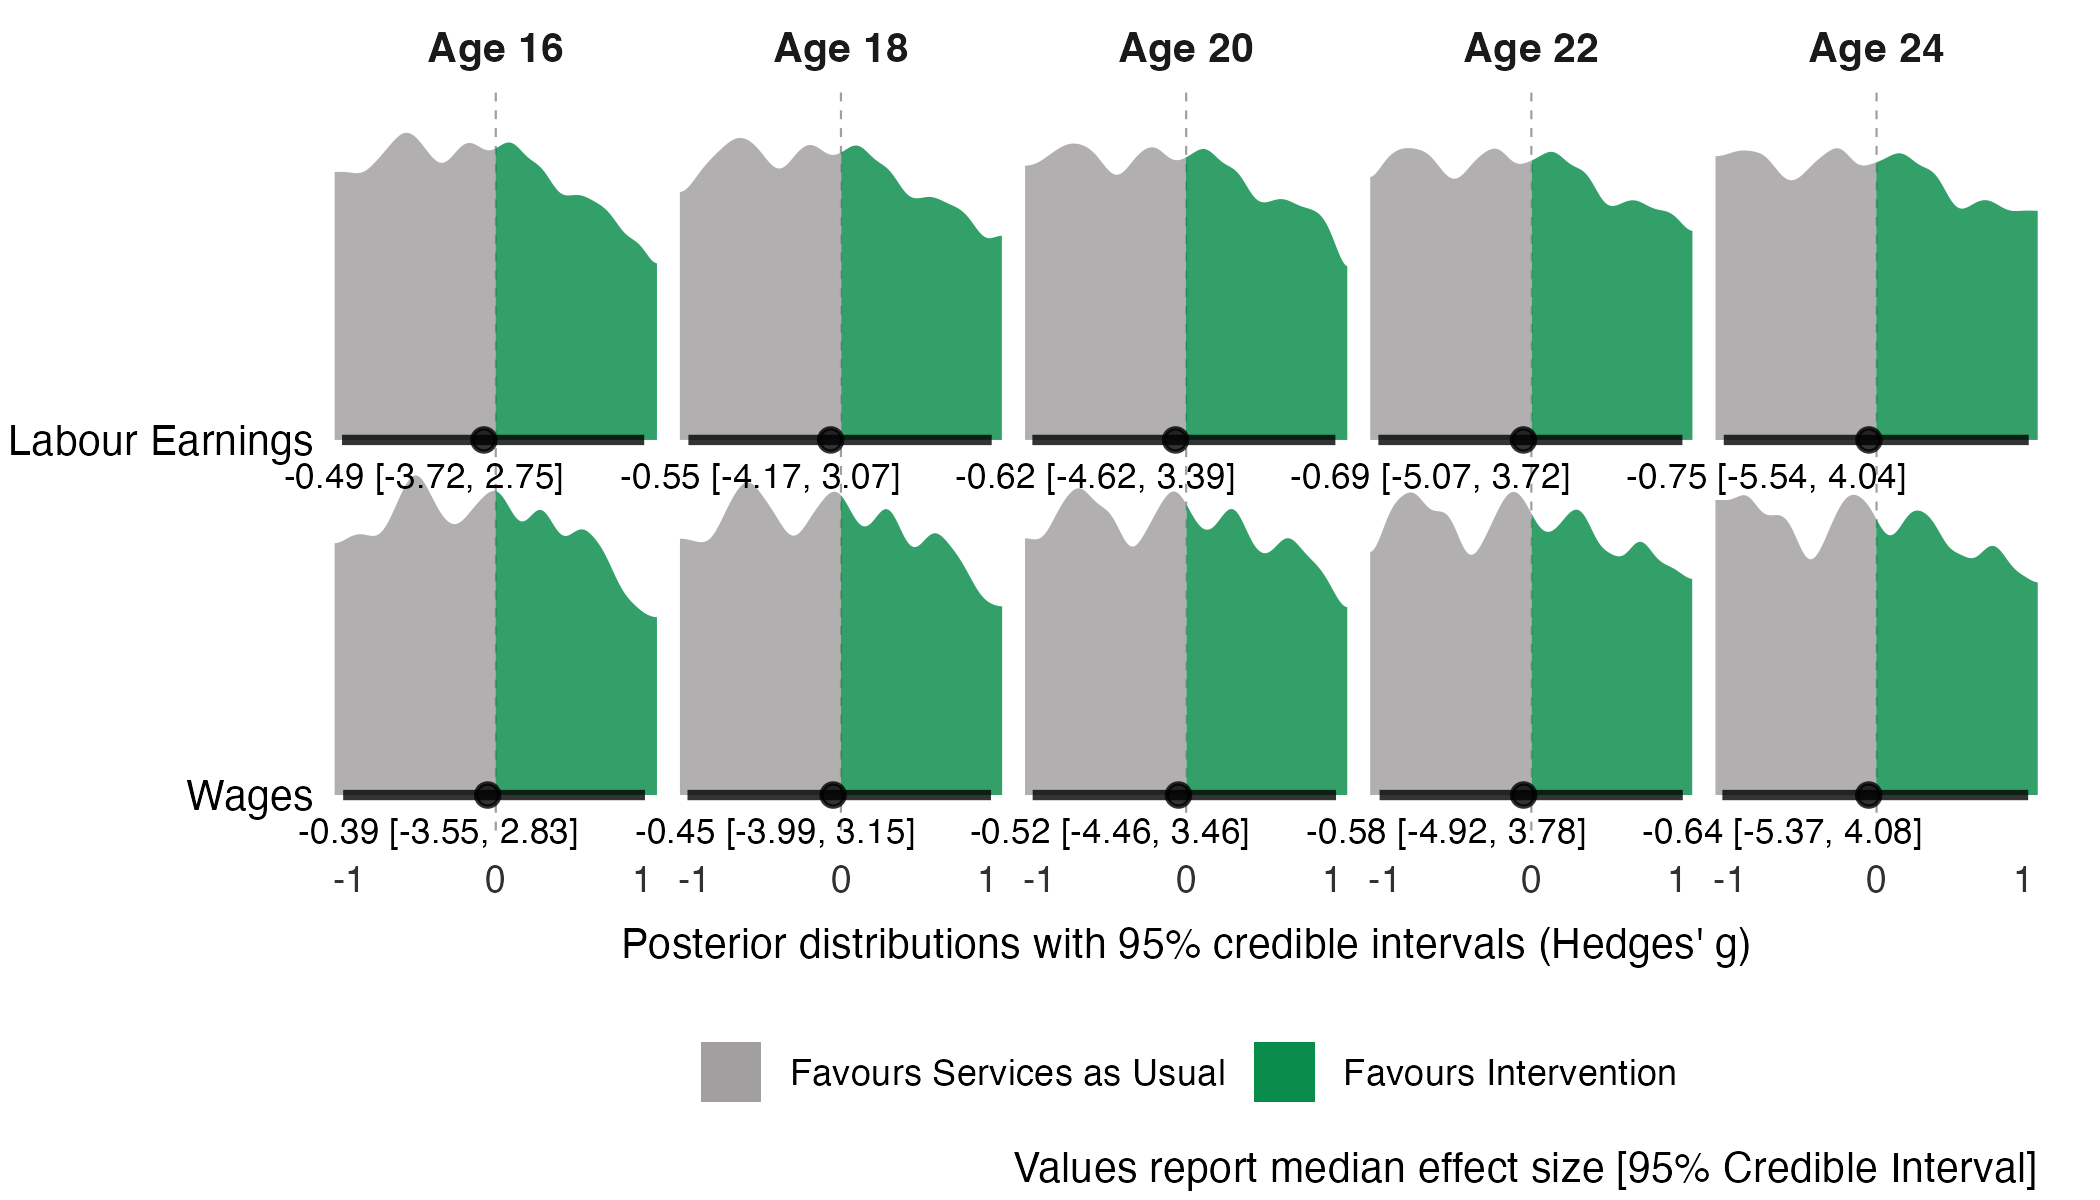 Age 16 Age 18 Age 20 Age 22 Age 24
Labour Earnings
-0.49 [-3.72, 2.75] -0.55 [-4.17, 3.07] -0.62 [-4.62, 3.39] -0.69 [-5.07, 3.72] -0.75 [-5.54, 4.04]
Wages
-0.39 [-3.55, 2.83] -0.45 [-3.99, 3.15] -0.52 [-4.46, 3.46] -0.58 [-4.92, 3.78] -0.64 [-5.37, 4.08]
-1 0 1 -1 0 1 -1 0 1 -1 0 1 -1 0 1
Posterior distributions with 95% credible intervals (Hedges' g)
Favours Services as Usual Favours Intervention
Values report median effect size [95% Credible Interval]